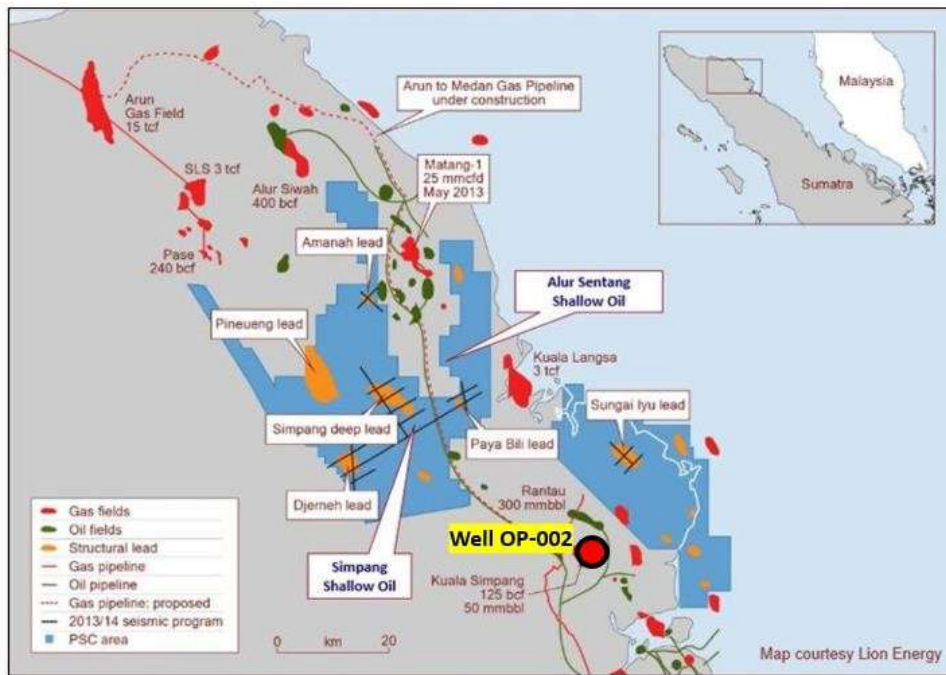 Arun to Medan Gas Pipeline
under construction
Malaysia
Sumatra
Arun
Gas Field
15 tcf
SLS 3 tcf
Alur Siwah
400 bcf
Matang-1
25 mmcfd
May 2013
Pase
240 bcf
Amanah lead
Alur Sentang
Shallow Oil
Pineueng lead
Kuala Langsa
3 tcf
Sungai Iyu lead
Simpang deep lead
Paya Bili lead
Djerneh lead
Rantau
300 mmbbl
Well OP-002
Simpang
Shallow Oil
Kuala Simpang
125 bcf
50 mmbbl
Gas fields
Oil fields
Structural lead
Gas pipeline
Oil pipeline
Gas pipeline: proposed
2013/14 seismic program
PSC area
0 20
km
Map courtesy Lion Energy